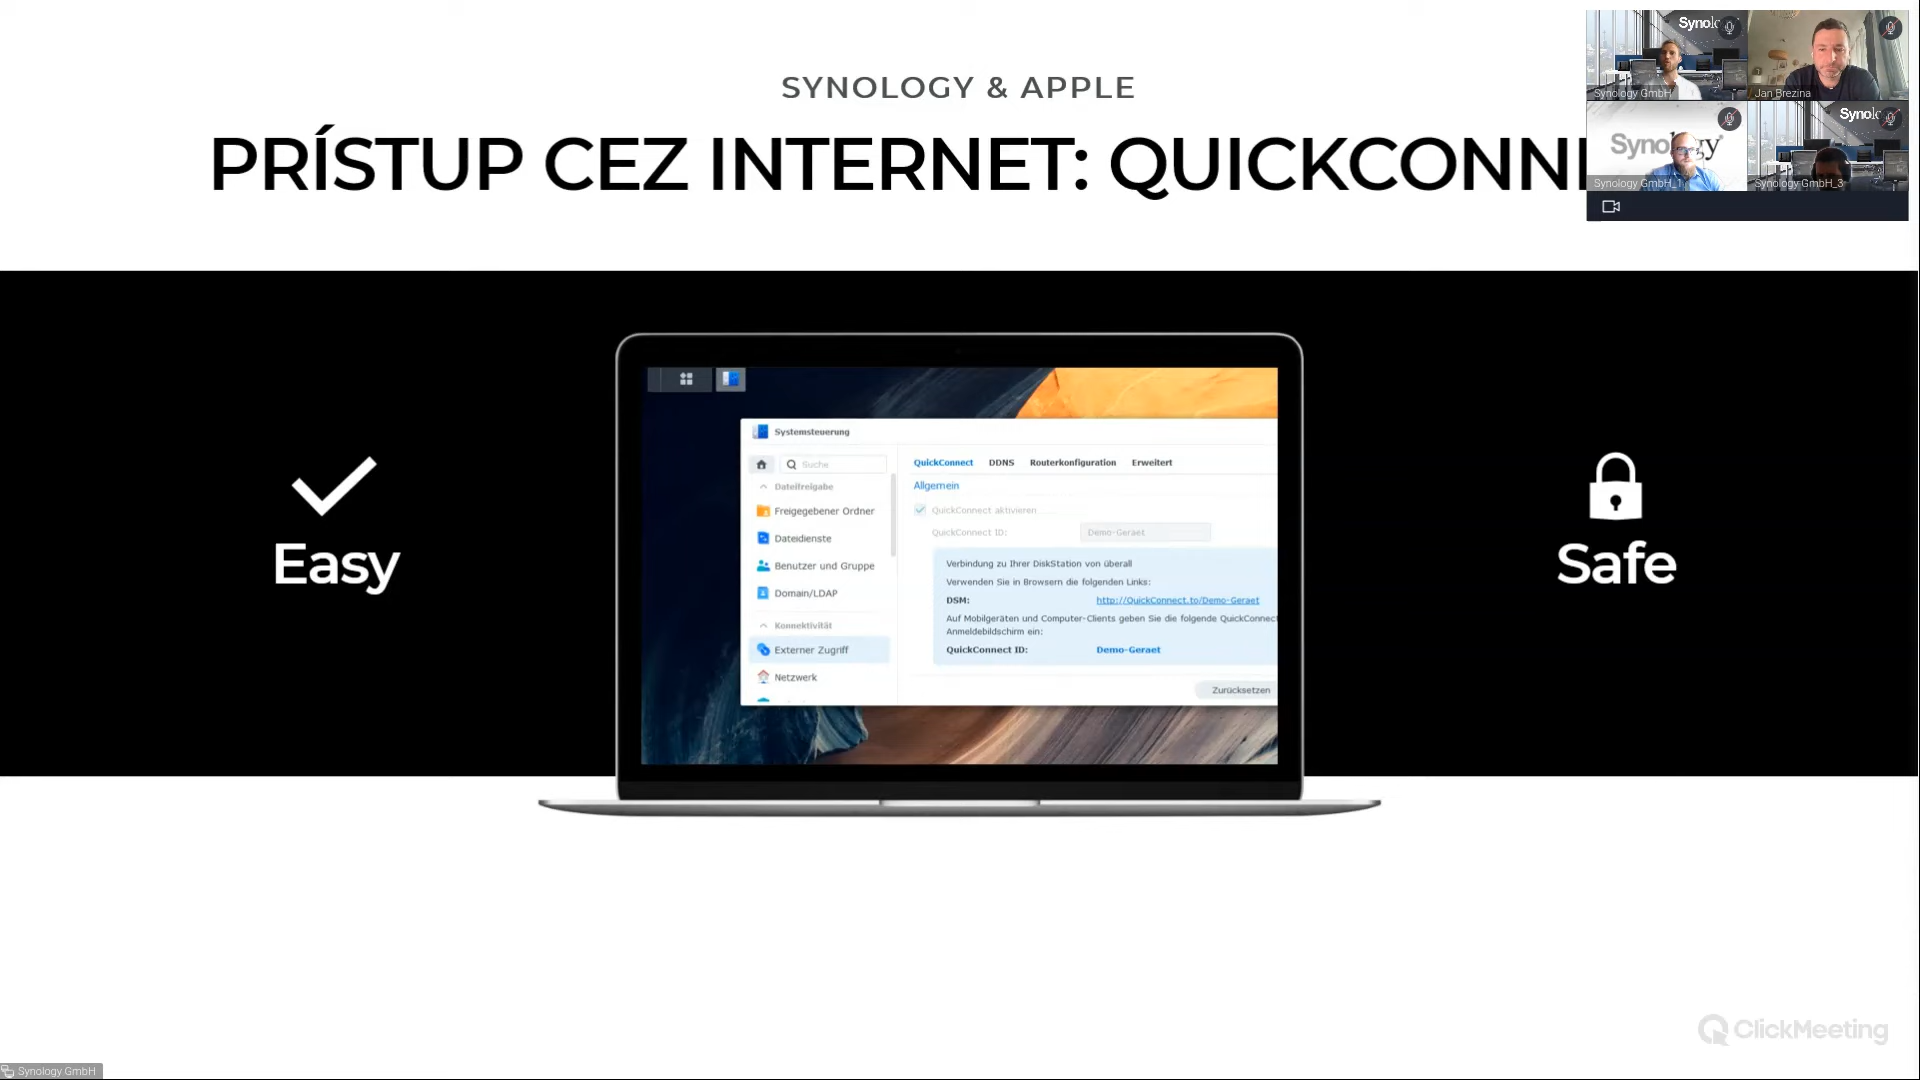 SYNOLOGY & APPLE
PRÍSTUP CEZ INTERNET: QUICKCONN
Synology GmbH
Jan Brezina
Synology
Synology GmbH_1
Synology GmbH_3
Easy
Safe
Systemsteuerung
Suche
Dateifreigabe
Freigegebener Ordner
Dateidienste
Benutzer und Gruppe
Domain/LDAP
Konnektivität
Externer Zugriff
Netzwerk
QuickConnect DDNS Routerkonfiguration Erweitert
Allgemein
QuickConnect aktivieren
QuickConnect ID: Demo-Geraet
Verbindung zu Ihrer DiskStation von überall
Verwenden Sie in Browsern die folgenden Links:
DSM: http://QuickConnect.to/Demo-Geraet
Auf Mobilgeräten und Computer-Clients geben Sie die folgende QuickConnect
Anmeldebildschirm ein:
QuickConnect ID: Demo-Geraet
Zurücksetzen
ClickMeeting
Synology GmbH